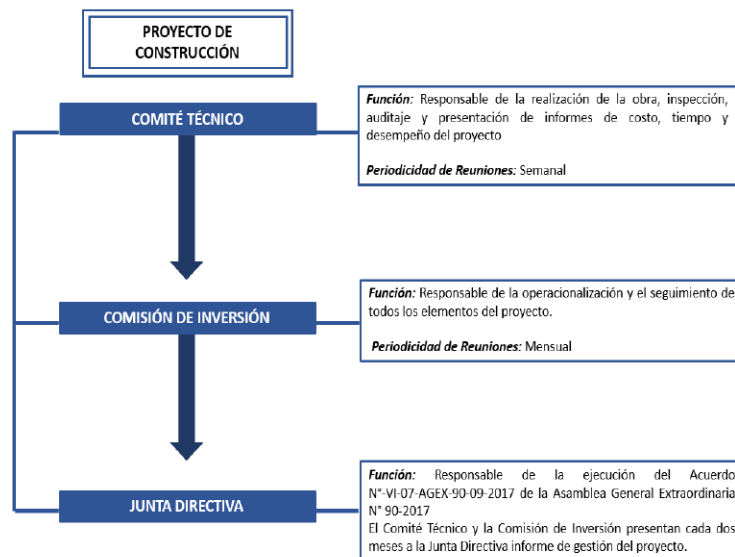 PROYECTO DE
CONSTRUCCIÓN
COMITÉ TÉCNICO
Función: Responsable de la realización de la obra, inspección,
auditaje y presentación de informes de costo, tiempo y
desempeño del proyecto
Periodicidad de Reuniones: Semanal
COMISIÓN DE INVERSIÓN
Función: Responsable de la operacionalización y el seguimiento de
todos los elementos del proyecto.
Periodicidad de Reuniones: Mensual
JUNTA DIRECTIVA
Función: Responsable de la ejecución del Acuerdo
N°-VI-07-AGEX-90-09-2017 de la Asamblea General Extraordinaria
N° 90-2017
El Comité Técnico y la Comisión de Inversión presentan cada dos
meses a la Junta Directiva informe de gestión del proyecto.